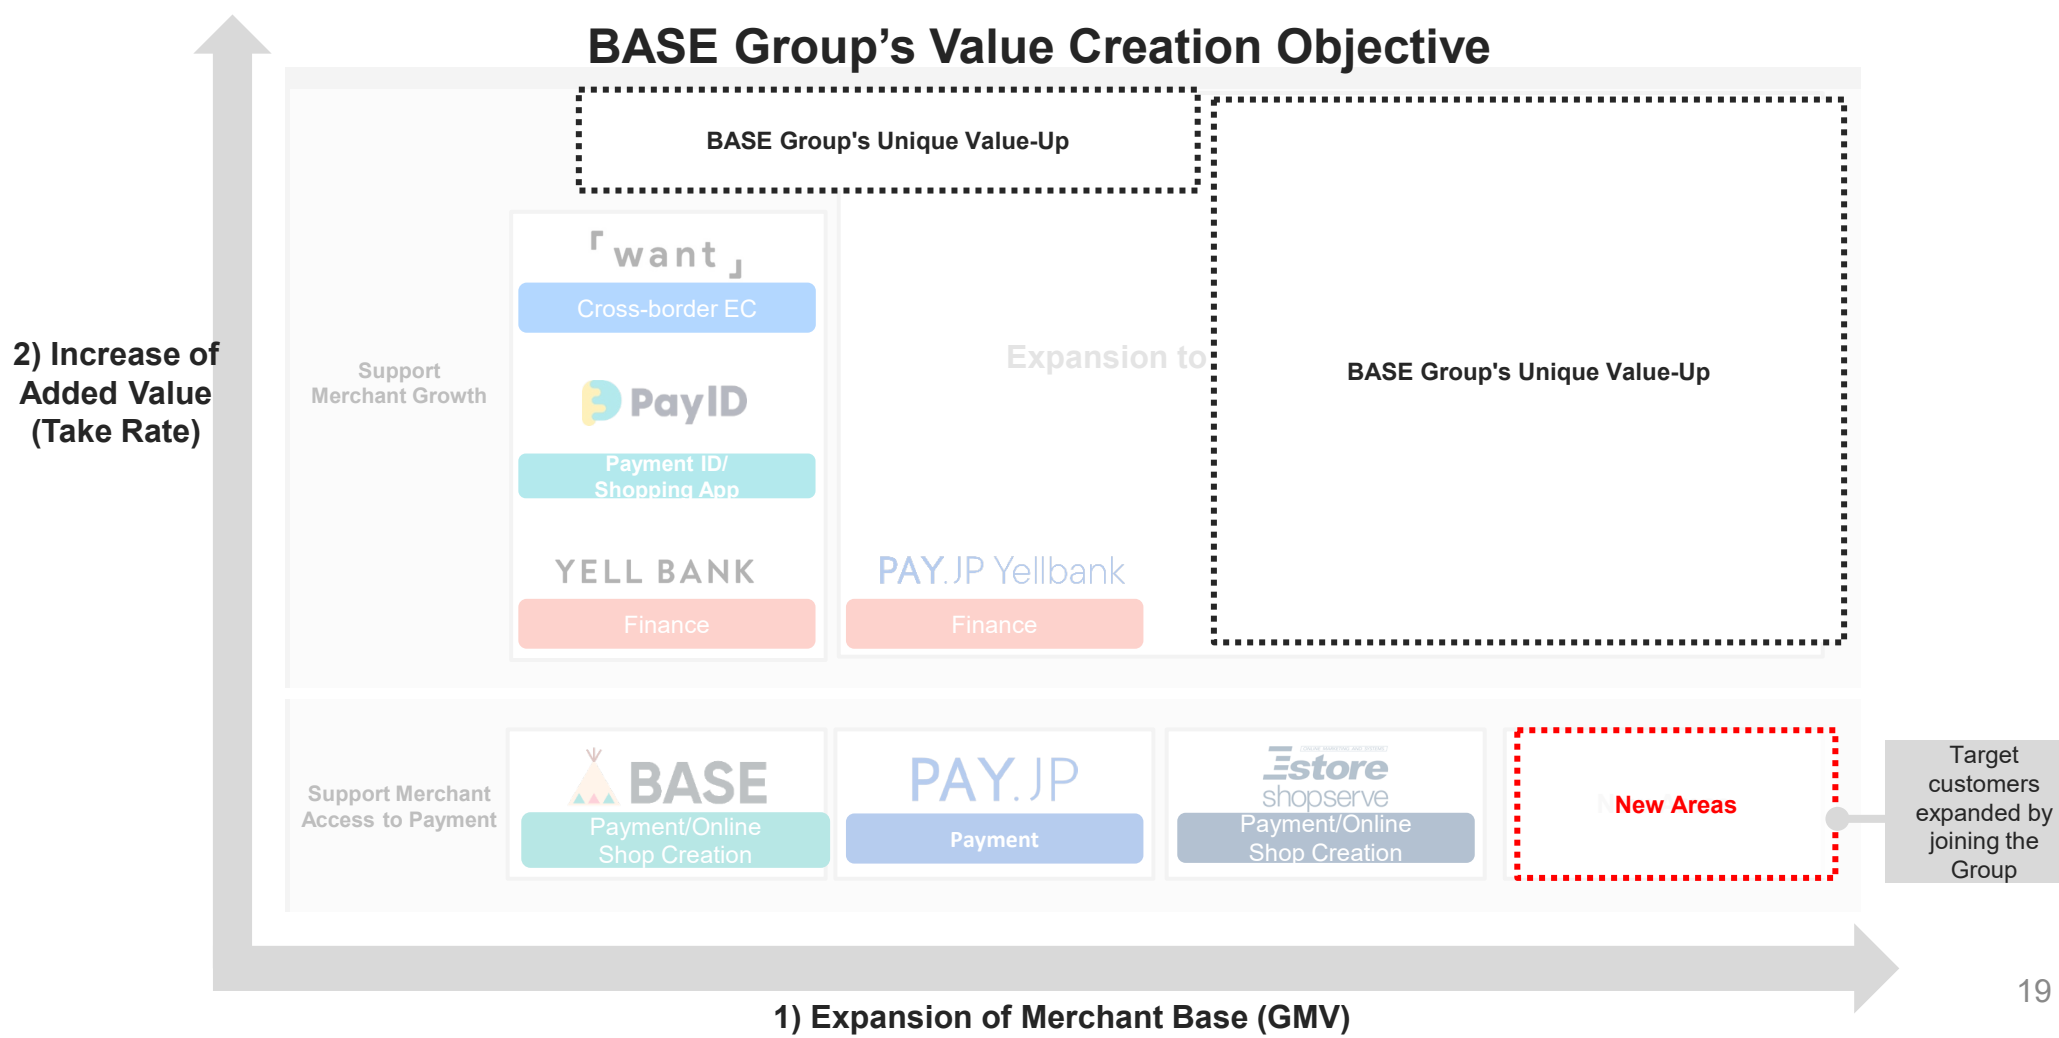 BASE Group's Value Creation Objective
BASE Group's Unique Value-Up
BASE Group's Unique Value-Up
2) Increase of
Added Value
(Take Rate)
Support
Merchant Growth
「want」
Cross-border EC
PayID
Payment ID/
Shopping App
YELL BANK
Finance
Expansion to
PAY.JP Yellbank
Finance
Support Merchant
Access to Payment
BASE
Payment/Online
Shop Creation
PAY.JP
Payment
Estore
shopserve
Payment/Online
Shop Creation
New Areas
Target
customers
expanded by
joining the
Group
1) Expansion of Merchant Base (GMV)
19